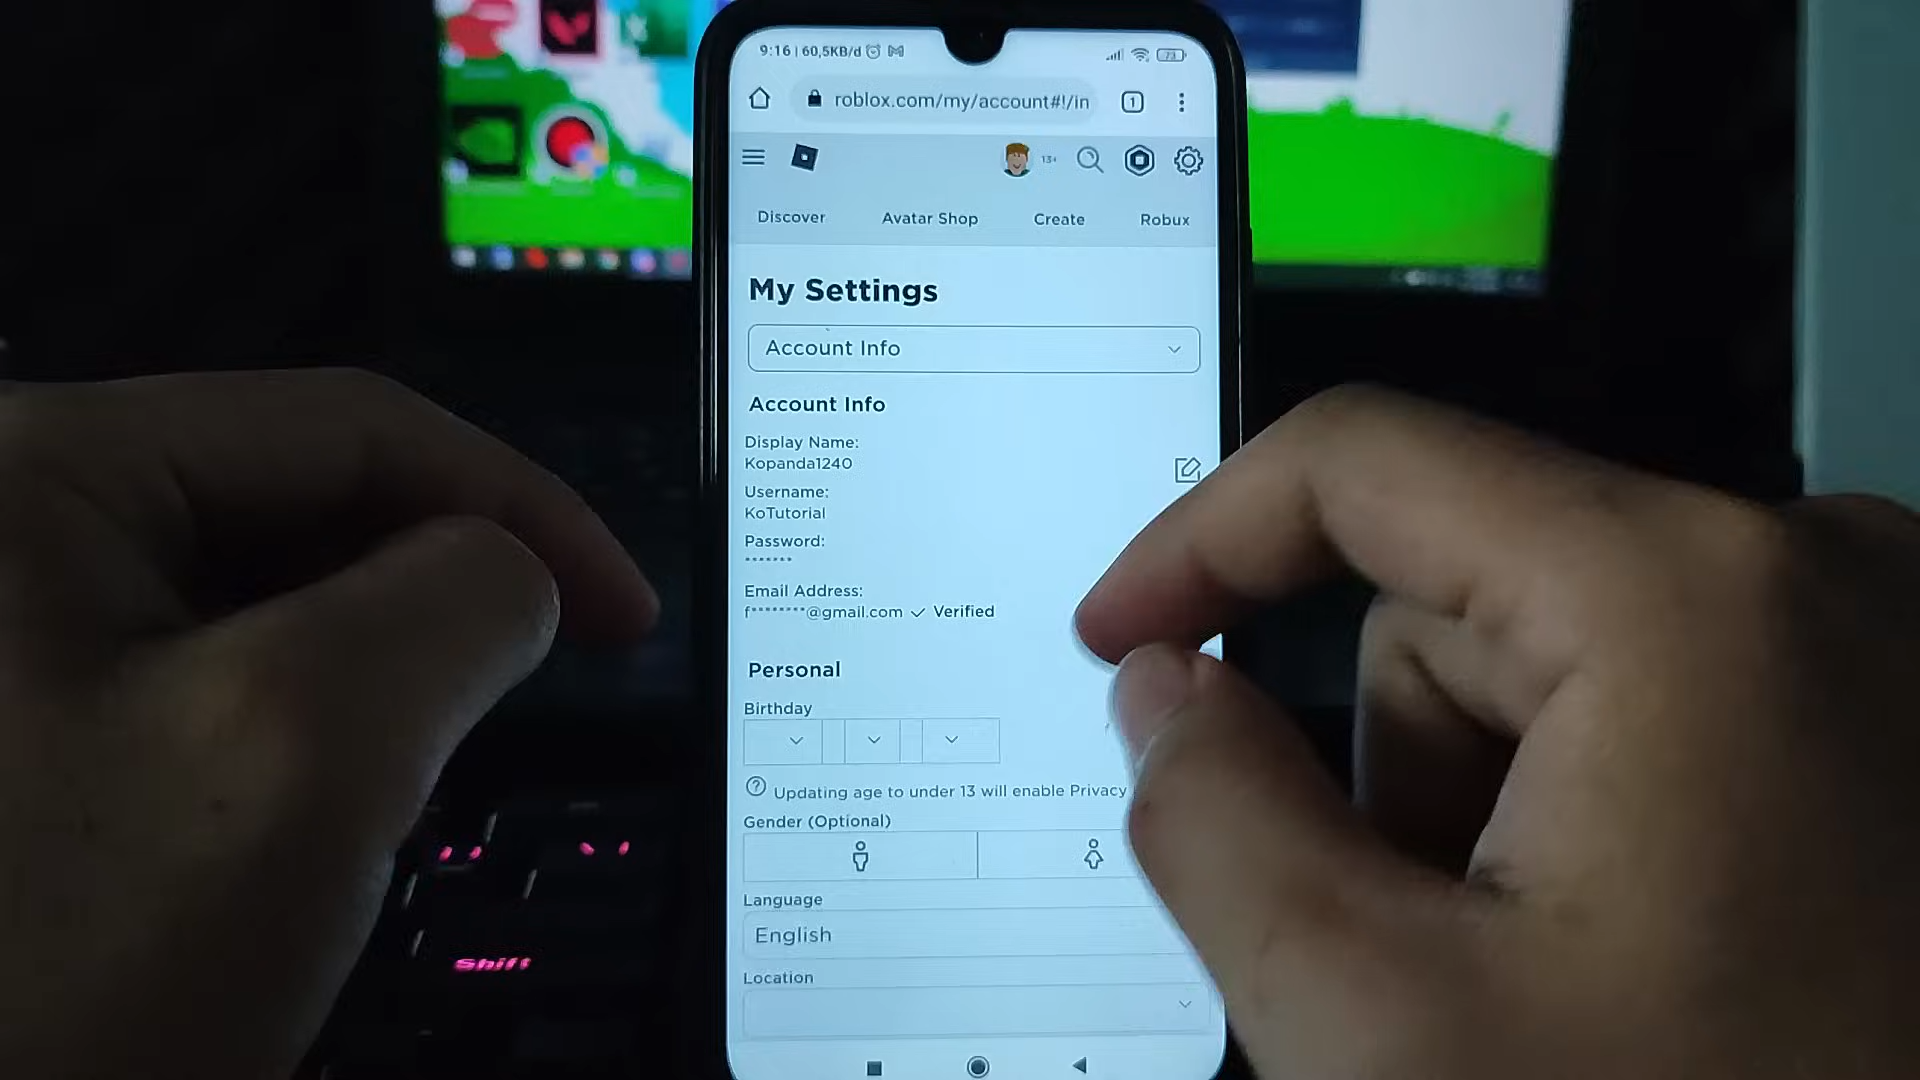 9:16 | 60,5KB/d
73
roblox.com/my/account#!/in
1
13+
Discover Avatar Shop Create Robux
My Settings
Account Info
Account Info
Display Name:
Kopanda1240
Username:
KoTutorial
Password:
*******
Email Address:
f********@gmail.com Verified
Personal
Birthday
Updating age to under 13 will enable Privacy
Gender (Optional)
Language
English
Location
Shift